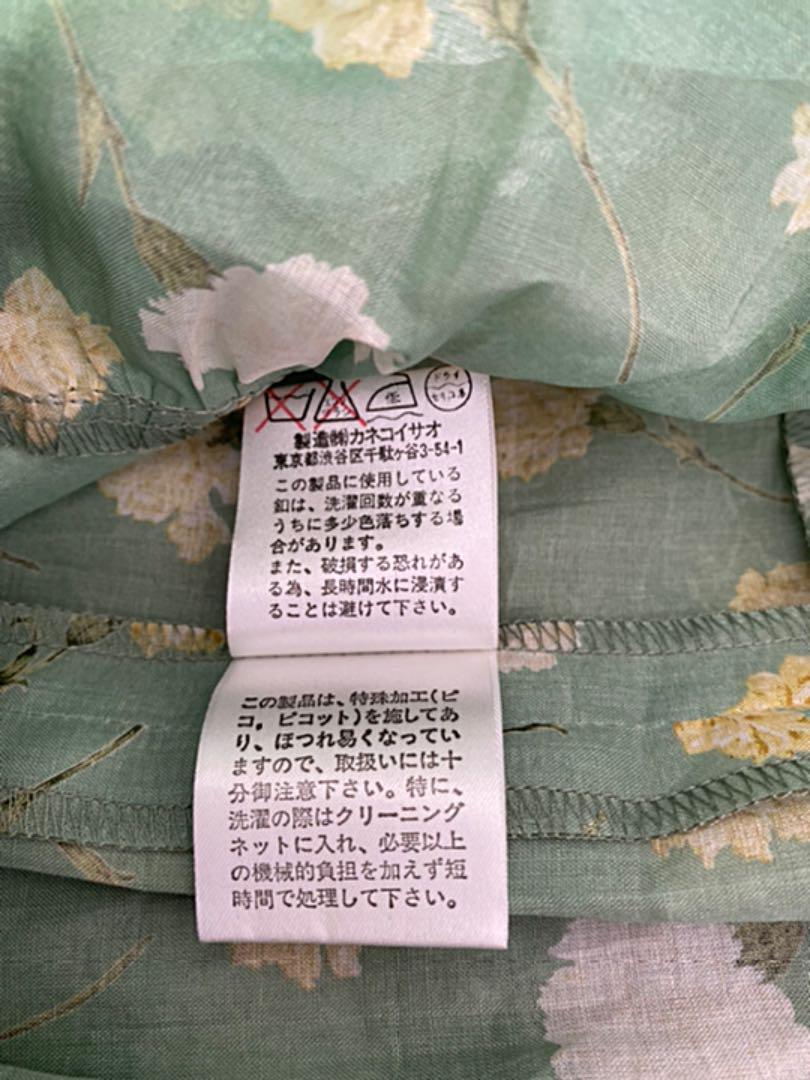 ドライ
セキユ系
製造㈱カネコイサオ
東京都渋谷区千駄ケ谷3-54-1
この製品に使用している
釦は、洗濯回数が重なる
うちに多少色落ちする場
合があります。
また、破損する恐れがあ
る為、長時間水に浸漬す
ることは避けて下さい。
この製品は、特殊加工(ピ
コ。ピコット)を施してあ
り、ほつれ易くなってい
ますので、取扱いには十
分御注意下さい。特に、
洗濯の際はクリーニング
ネットに入れ、必要以上
の機械的負担を加えず短
時間で処理して下さい。